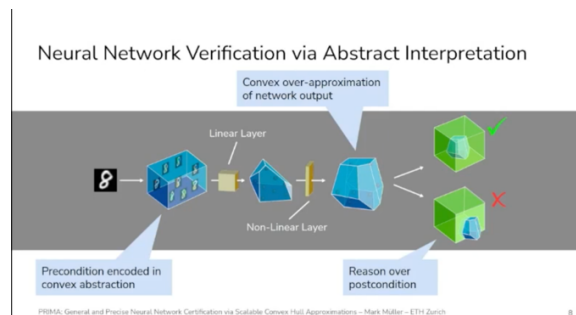 Neural Network Verification via Abstract Interpretation
Convex over-approximation
of network output
Linear Layer
8
Non-Linear Layer
Precondition encoded in
convex abstraction
Reason over
postcondition
PRIMA: General and Precise Neural Network Certification via Scalable Convex Hull Approximations – Mark Müller – ETH Zurich
8